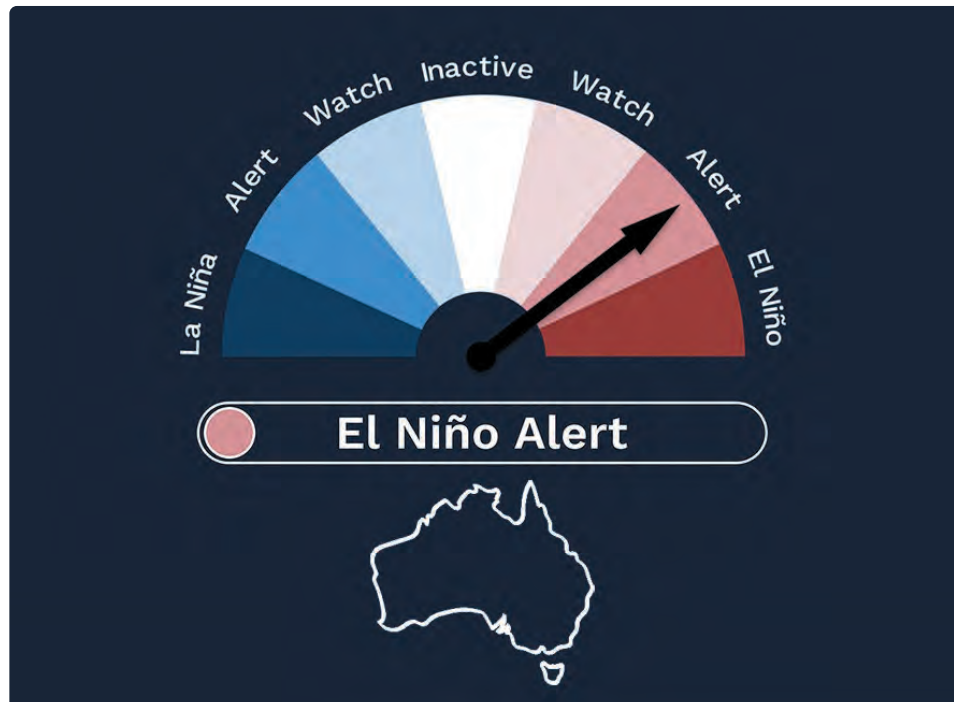 La Niña
Alert
Watch
Inactive
Watch
Alert
El Niño
El Niño Alert